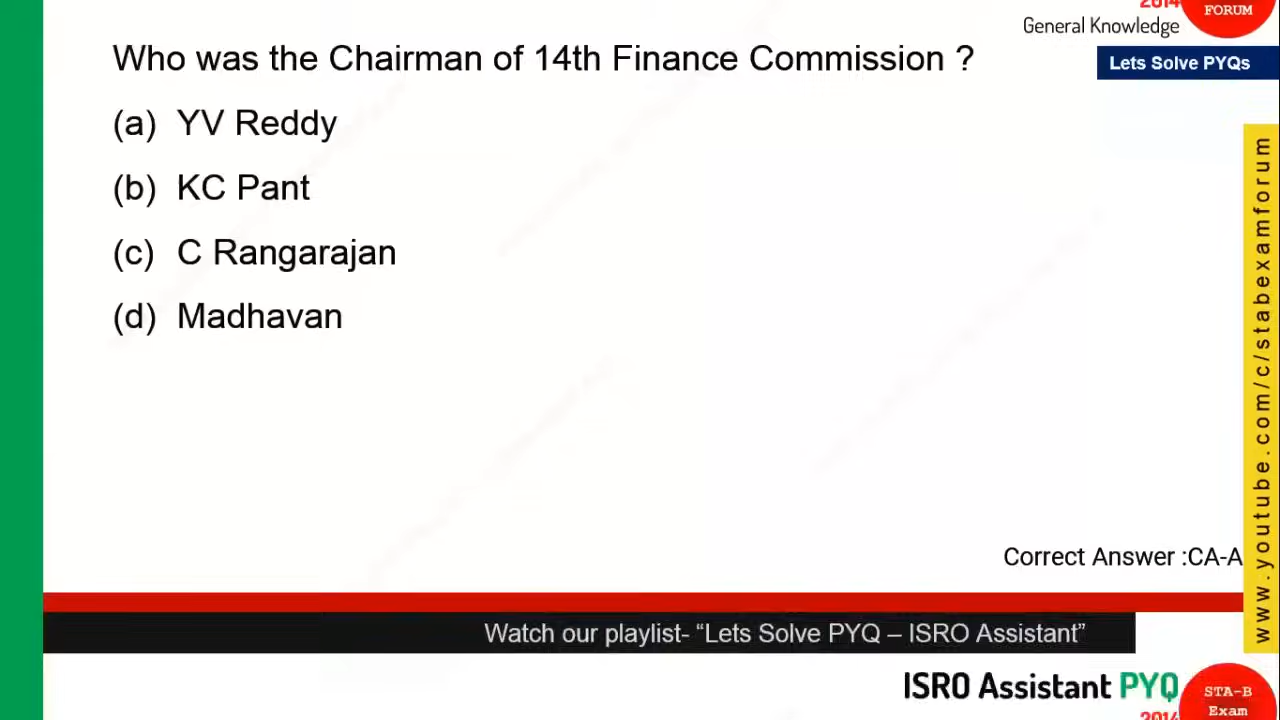 2014
FORUM
General Knowledge
Lets Solve PYQs
Who was the Chairman of 14th Finance Commission ?
(a) YV Reddy
(b) KC Pant
(c) C Rangarajan
(d) Madhavan
Correct Answer :CA-A
www.youtube.com/c/stabexamforum
Watch our playlist- “Lets Solve PYQ – ISRO Assistant”
ISRO Assistant PYQ
2014
STA-B
Exam